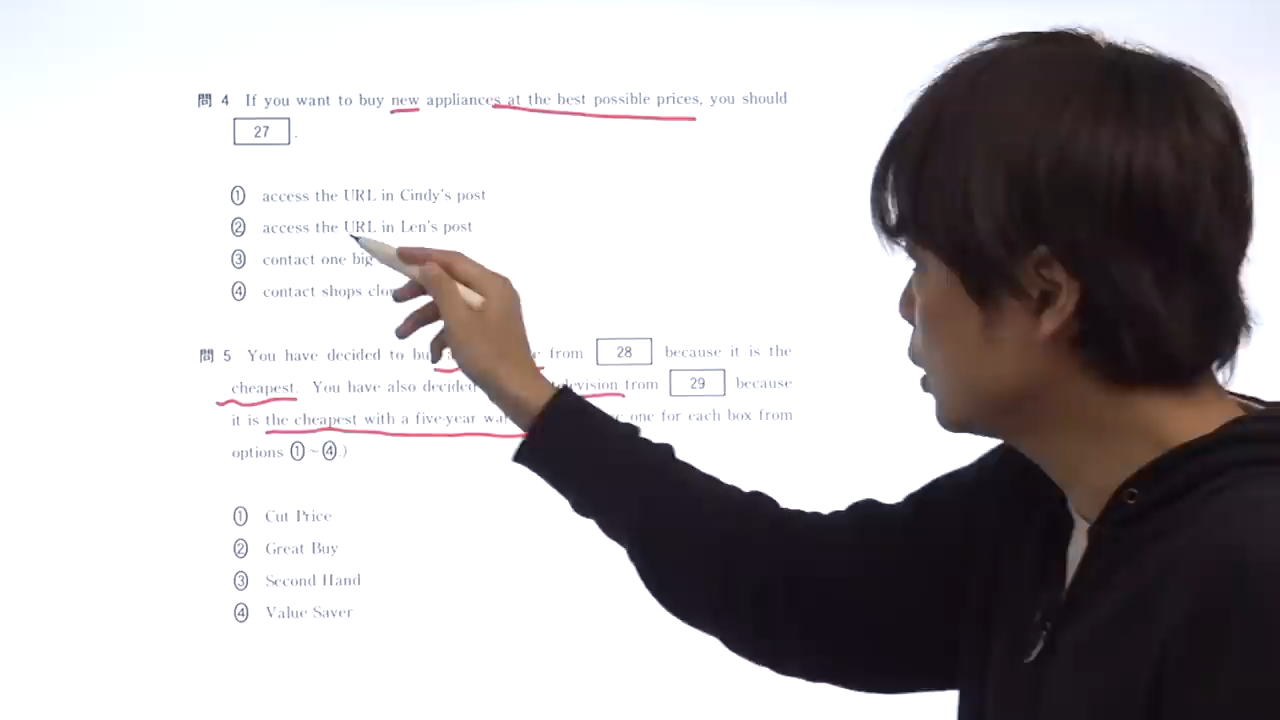 問 4 If you want to buy new appliances at the best possible prices, you should
27 .
① access the URL in Cindy's post
② access the URL in Len's post
③ contact one big
④ contact shops
問 5 You have decided to from 28 because it is the
cheapest. You have also decided television from 29 because
it is the cheapest with a five-year one for each box from
options ①~④.)
① Cut Price
② Great Buy
③ Second Hand
④ Value Saver